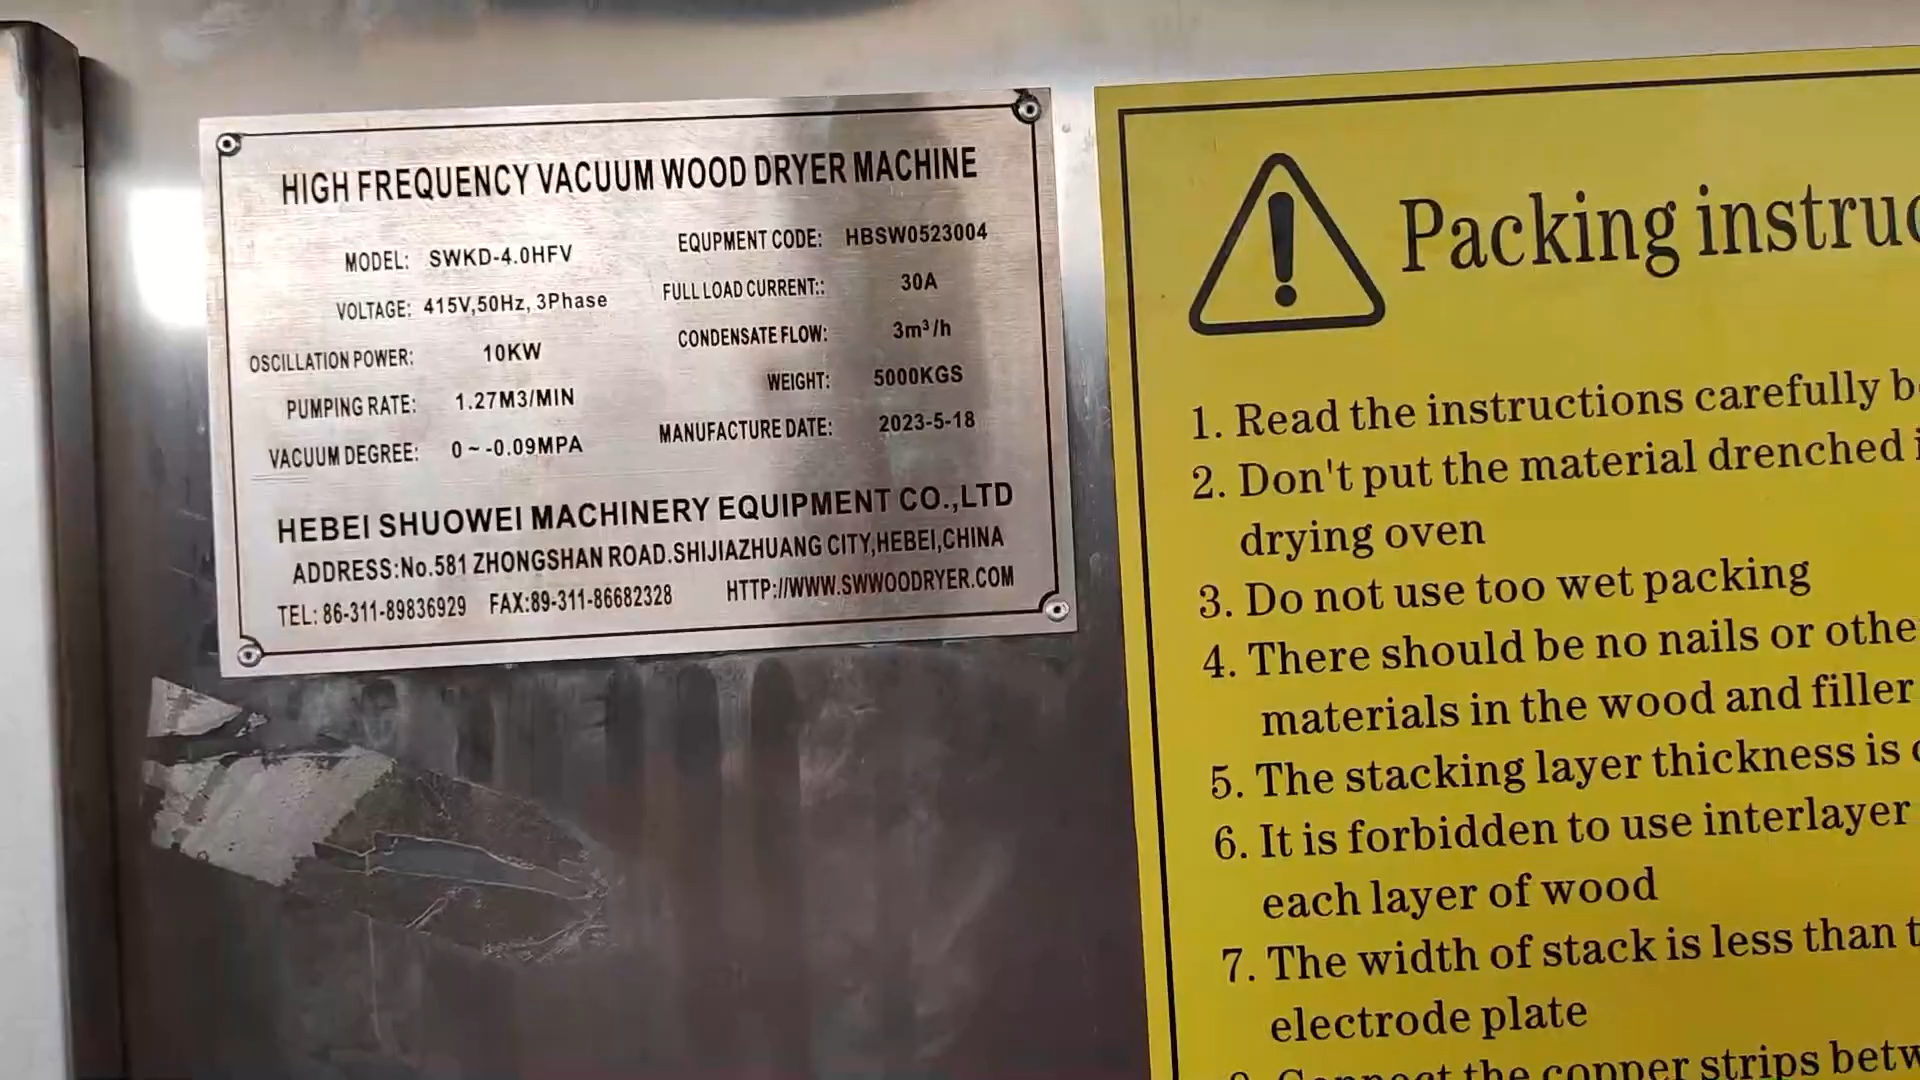 HIGH FREQUENCY VACUUM WOOD DRYER MACHINE
MODEL: SWKD-4.0HFV
EQUPMENT CODE: HBSW0523004
VOLTAGE: 415V,50Hz, 3Phase
FULL LOAD CURRENT:: 30A
OSCILLATION POWER: 10KW
CONDENSATE FLOW: 3m³/h
PUMPING RATE: 1.27M3/MIN
WEIGHT: 5000KGS
VACUUM DEGREE: 0 ~ -0.09MPA
MANUFACTURE DATE: 2023-5-18
HEBEI SHUOWEI MACHINERY EQUIPMENT CO.,LTD
ADDRESS:No.581 ZHONGSHAN ROAD.SHIJIAZHUANG CITY,HEBEI,CHINA
TEL: 86-311-89836929 FAX:89-311-86682328 HTTP://WWW.SWWOODRYER.COM
Packing
1. Read the instructions carefully
2. Don't put the material drenched
drying oven
3. Do not use too wet packing
4. There should be no nails or
materials in the wood and filler
5. The stacking layer thickness is
6. It is forbidden to use interlayer
each layer of wood
7. The width of stack is less than
electrode plate
the copper strips